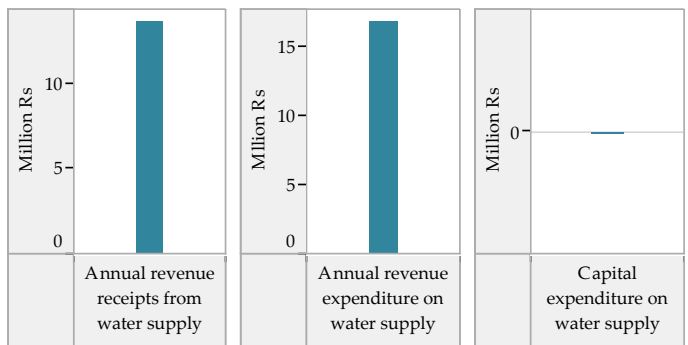 Million Rs
10
5
0
Annual revenue
receipts from
water supply
Mllion Rs
15
10
5
0
Annual revenue
expenditure on
water supply
Million Rs
0
Capital
expenditure on
water supply